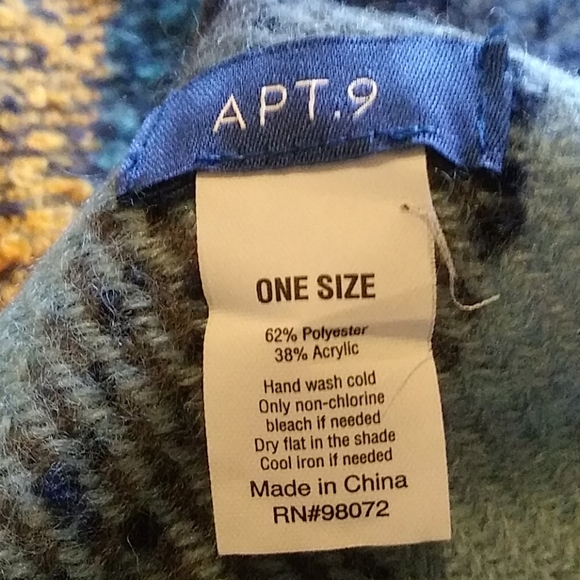 APT.9
ONE SIZE
62% Polyester
38% Acrylic
Hand wash cold
Only non-chlorine
bleach if needed
Dry flat in the shade
Cool iron if needed
Made in China
RN#98072